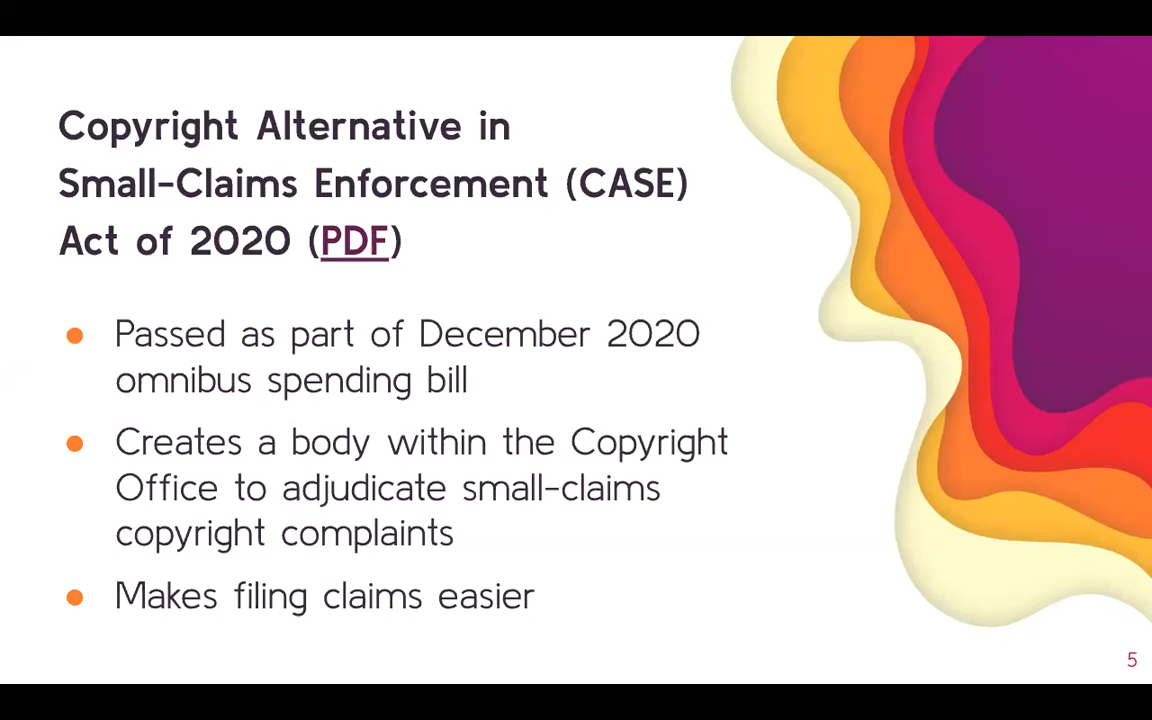 Copyright Alternative in
Small-Claims Enforcement (CASE)
Act of 2020 (PDF)
● Passed as part of December 2020
omnibus spending bill
● Creates a body within the Copyright
Office to adjudicate small-claims
copyright complaints
● Makes filing claims easier
5